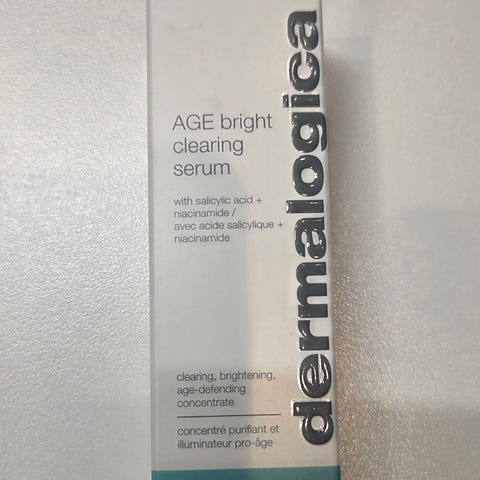 AGE bright
clearing
serum
with salicylic acid +
niacinamide /
avec acide salicylique +
niacinamide
clearing, brightening,
age-defending
concentrate
concentré purifiant et
illuminateur pro-âge
dermalogica